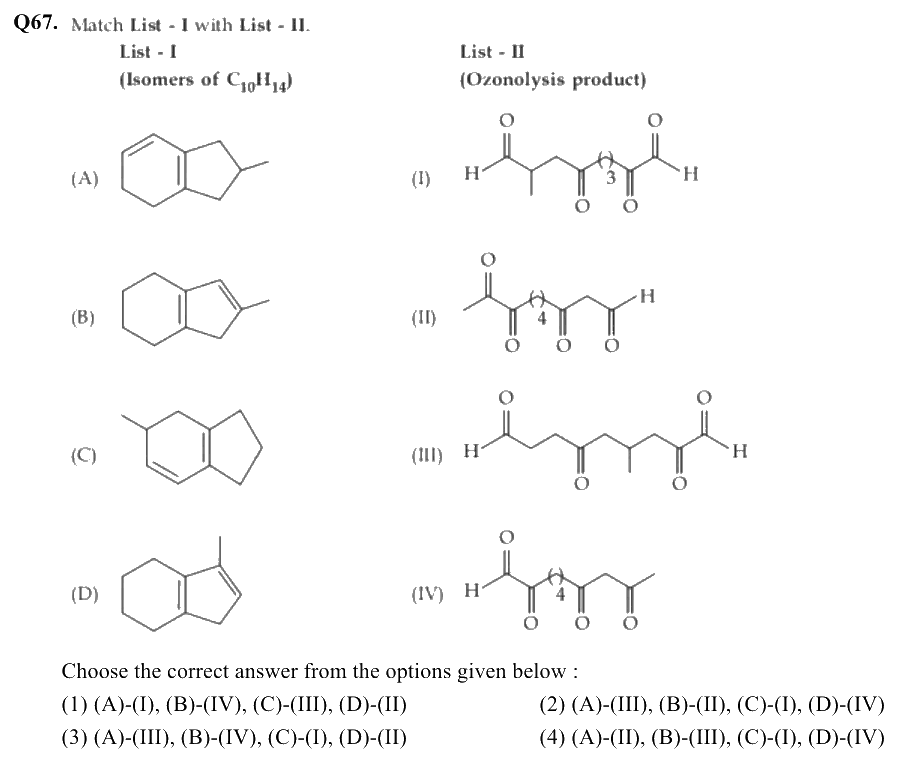 Q67. Match List - I with List - II.
List - I List - II
(Isomers of C₁₀H₁₄) (Ozonolysis product)
(A) (I) H O O O O H ( )3
(B) (II) O O O O H ( )4
(C) (III) H O O O O H
(D) (IV) H O O O O ( )4
Choose the correct answer from the options given below :
(1) (A)-(I), (B)-(IV), (C)-(III), (D)-(II) (2) (A)-(III), (B)-(II), (C)-(I), (D)-(IV)
(3) (A)-(III), (B)-(IV), (C)-(I), (D)-(II) (4) (A)-(II), (B)-(III), (C)-(I), (D)-(IV)